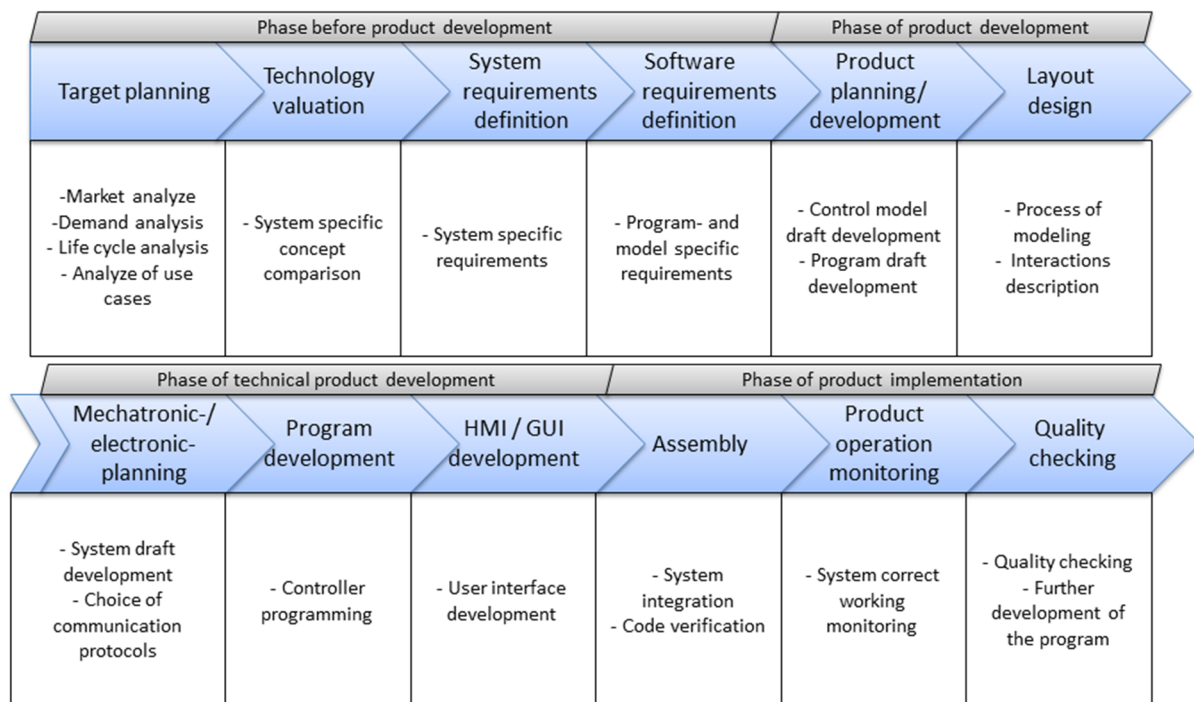 Phase before product development
Phase of product development
Target planning
Technology
valuation
System
requirements
definition
Software
requirements
definition
Product
planning/
development
Layout
design
-Market analyze
-Demand analysis
- Life cycle analysis
- Analyze of use
cases
- System specific
concept
comparison
- System specific
requirements
- Program- and
model specific
requirements
- Control model
draft development
- Program draft
development
- Process of
modeling
- Interactions
description
Phase of technical product development
Phase of product implementation
Mechatronic-/
electronic-
planning
Program
development
HMI / GUI
development
Assembly
Product
operation
monitoring
Quality
checking
- System draft
development
- Choice of
communication
protocols
- Controller
programming
- User interface
development
- System
integration
- Code verification
- System correct
working
monitoring
- Quality checking
- Further
development of
the program